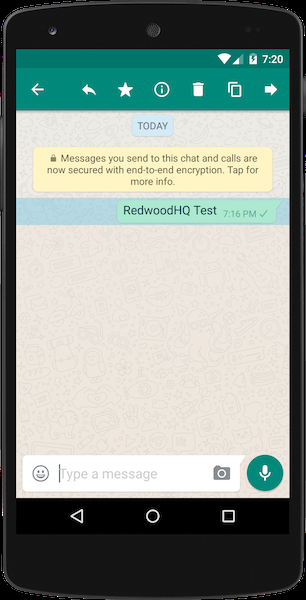 7:20
TODAY
Messages you send to this chat and calls are
now secured with end-to-end encryption. Tap for
more info.
RedwoodHQ Test 7:16 PM
Type a message